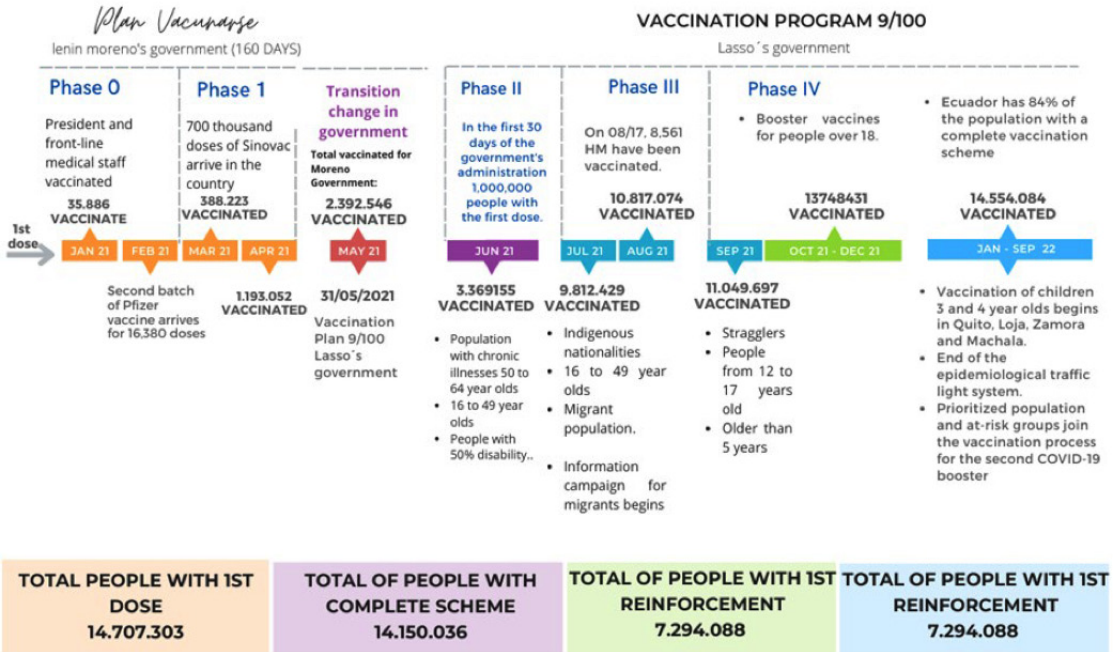 Plan Vacunarse
lenin moreno's government (160 DAYS)
VACCINATION PROGRAM 9/100
Lasso´s government
Phase 0
President and
front-line
medical staff
vaccinated
35.886
VACCINATE
Phase 1
700 thousand
doses of Sinovac
arrive in the
country
388.223
VACCINATED
Transition
change in
government
Total vaccinated for
Moreno
Government:
2.392.546
VACCINATED
Phase II
In the first 30
days of the
government's
administration
1,000,000
people with
the first dose.
Phase III
On 08/17, 8,561
HM have been
vaccinated.
10.817.074
VACCINATED
Phase IV
• Booster vaccines
for people over 18.
13748431
VACCINATED
• Ecuador has 84% of
the population with a
complete vaccination
scheme
14.554.084
VACCINATED
1st
dose
JAN 21
FEB 21
MAR 21
APR 21
MAY 21
JUN 21
JUL 21
AUG 21
SEP 21
OCT 21 - DEC 21
JAN - SEP 22
Second batch
of Pfizer
vaccine arrives
for 16,380 doses
1.193.052
VACCINATED
31/05/2021
Vaccination
Plan 9/100
Lasso´s
government
3.369155
VACCINATED
• Population
with chronic
illnesses 50 to
64 year olds
• 16 to 49 year
olds
• People with
50% disability..
9.812.429
VACCINATED
• Indigenous
nationalities
• 16 to 49 year
olds
• Migrant
population.
• Information
campaign for
migrants begins
11.049.697
VACCINATED
• Stragglers
• People
from 12 to
17 years
old
• Older than
5 years
• Vaccination of children
3 and 4 year olds begins
in Quito, Loja, Zamora
and Machala.
• End of the
epidemiological traffic
light system.
• Prioritized population
and at-risk groups join
the vaccination process
for the second COVID-19
booster
TOTAL PEOPLE WITH 1ST
DOSE
14.707.303
TOTAL OF PEOPLE WITH
COMPLETE SCHEME
14.150.036
TOTAL OF PEOPLE WITH 1ST
REINFORCEMENT
7.294.088
TOTAL OF PEOPLE WITH 1ST
REINFORCEMENT
7.294.088